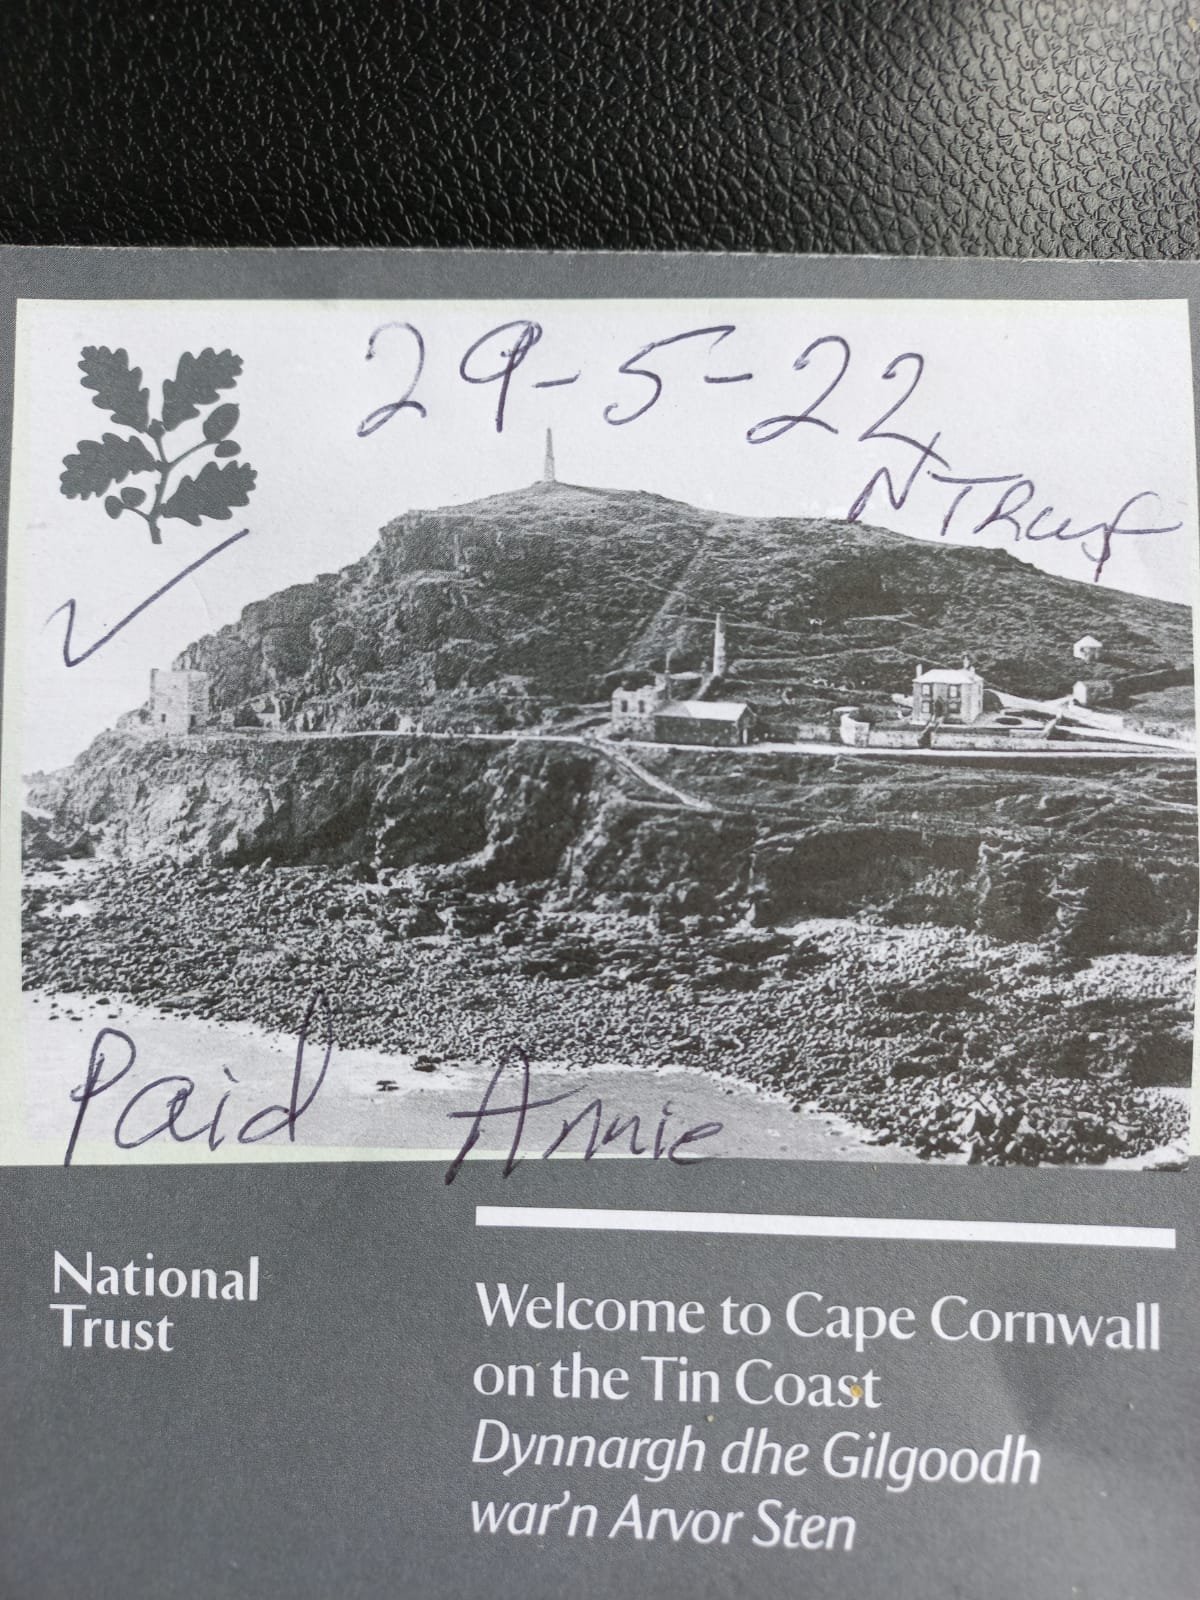 29-5-22
N Trust
Paid Annie
National
Trust
Welcome to Cape Cornwall
on the Tin Coast
Dynnargh dhe Gilgoodh
war'n Arvor Sten